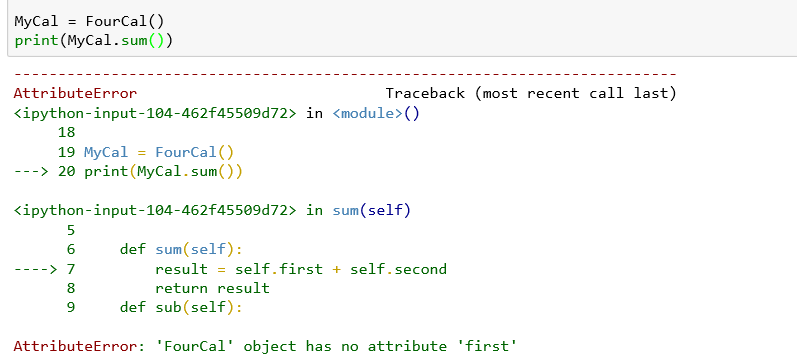 MyCal = FourCal()
print(MyCal.sum())
---------------------------------------------------------------------------
AttributeError                            Traceback (most recent call last)
<ipython-input-104-462f45509d72> in <module>()
     18
     19 MyCal = FourCal()
---> 20 print(MyCal.sum())
<ipython-input-104-462f45509d72> in sum(self)
      5
      6     def sum(self):
----> 7         result = self.first + self.second
      8         return result
      9     def sub(self):
AttributeError: 'FourCal' object has no attribute 'first'